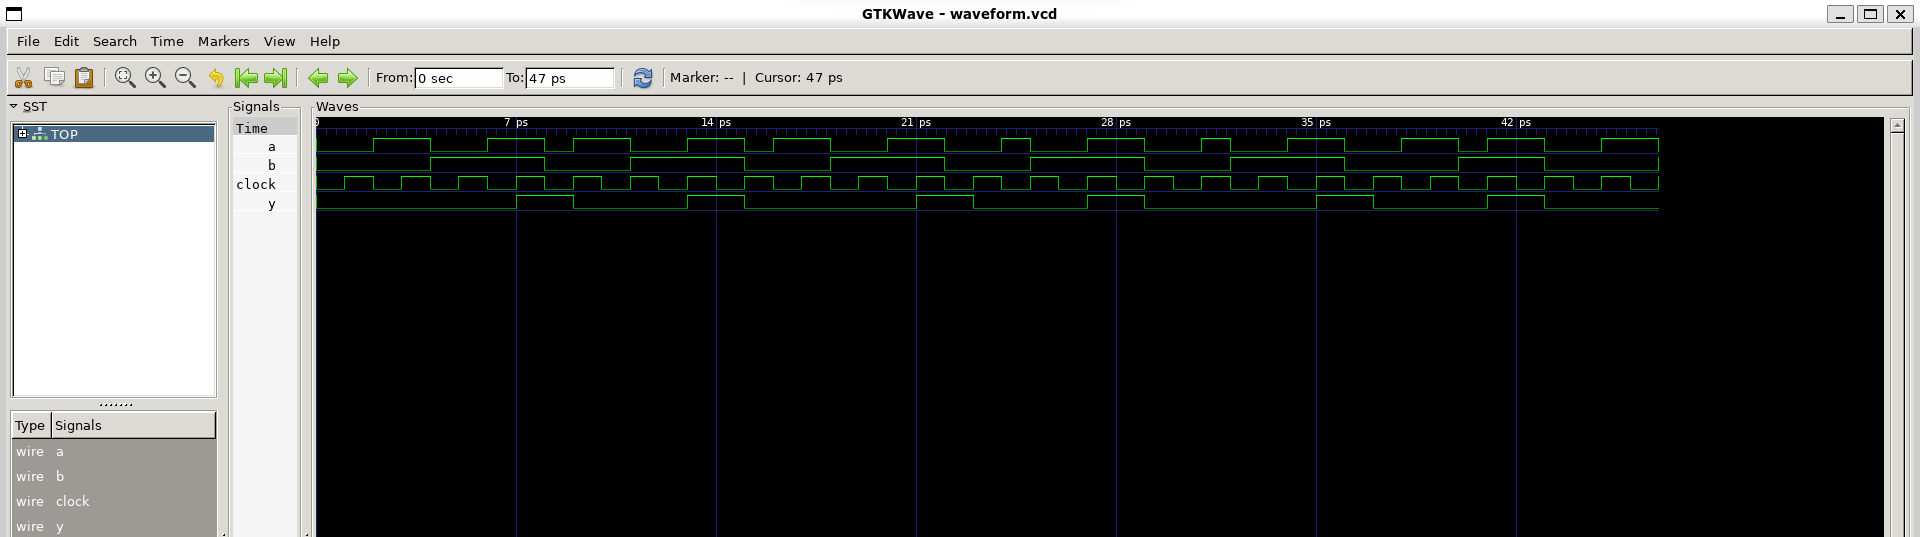 GTKWave - waveform.vcd
File Edit Search Time Markers View Help
From: 0 sec To: 47 ps Marker: -- | Cursor: 47 ps
SST
TOP
Type Signals
wire a
wire b
wire clock
wire y
Signals
Time
a
b
clock
y
Waves
0 7 ps 14 ps 21 ps 28 ps 35 ps 42 ps